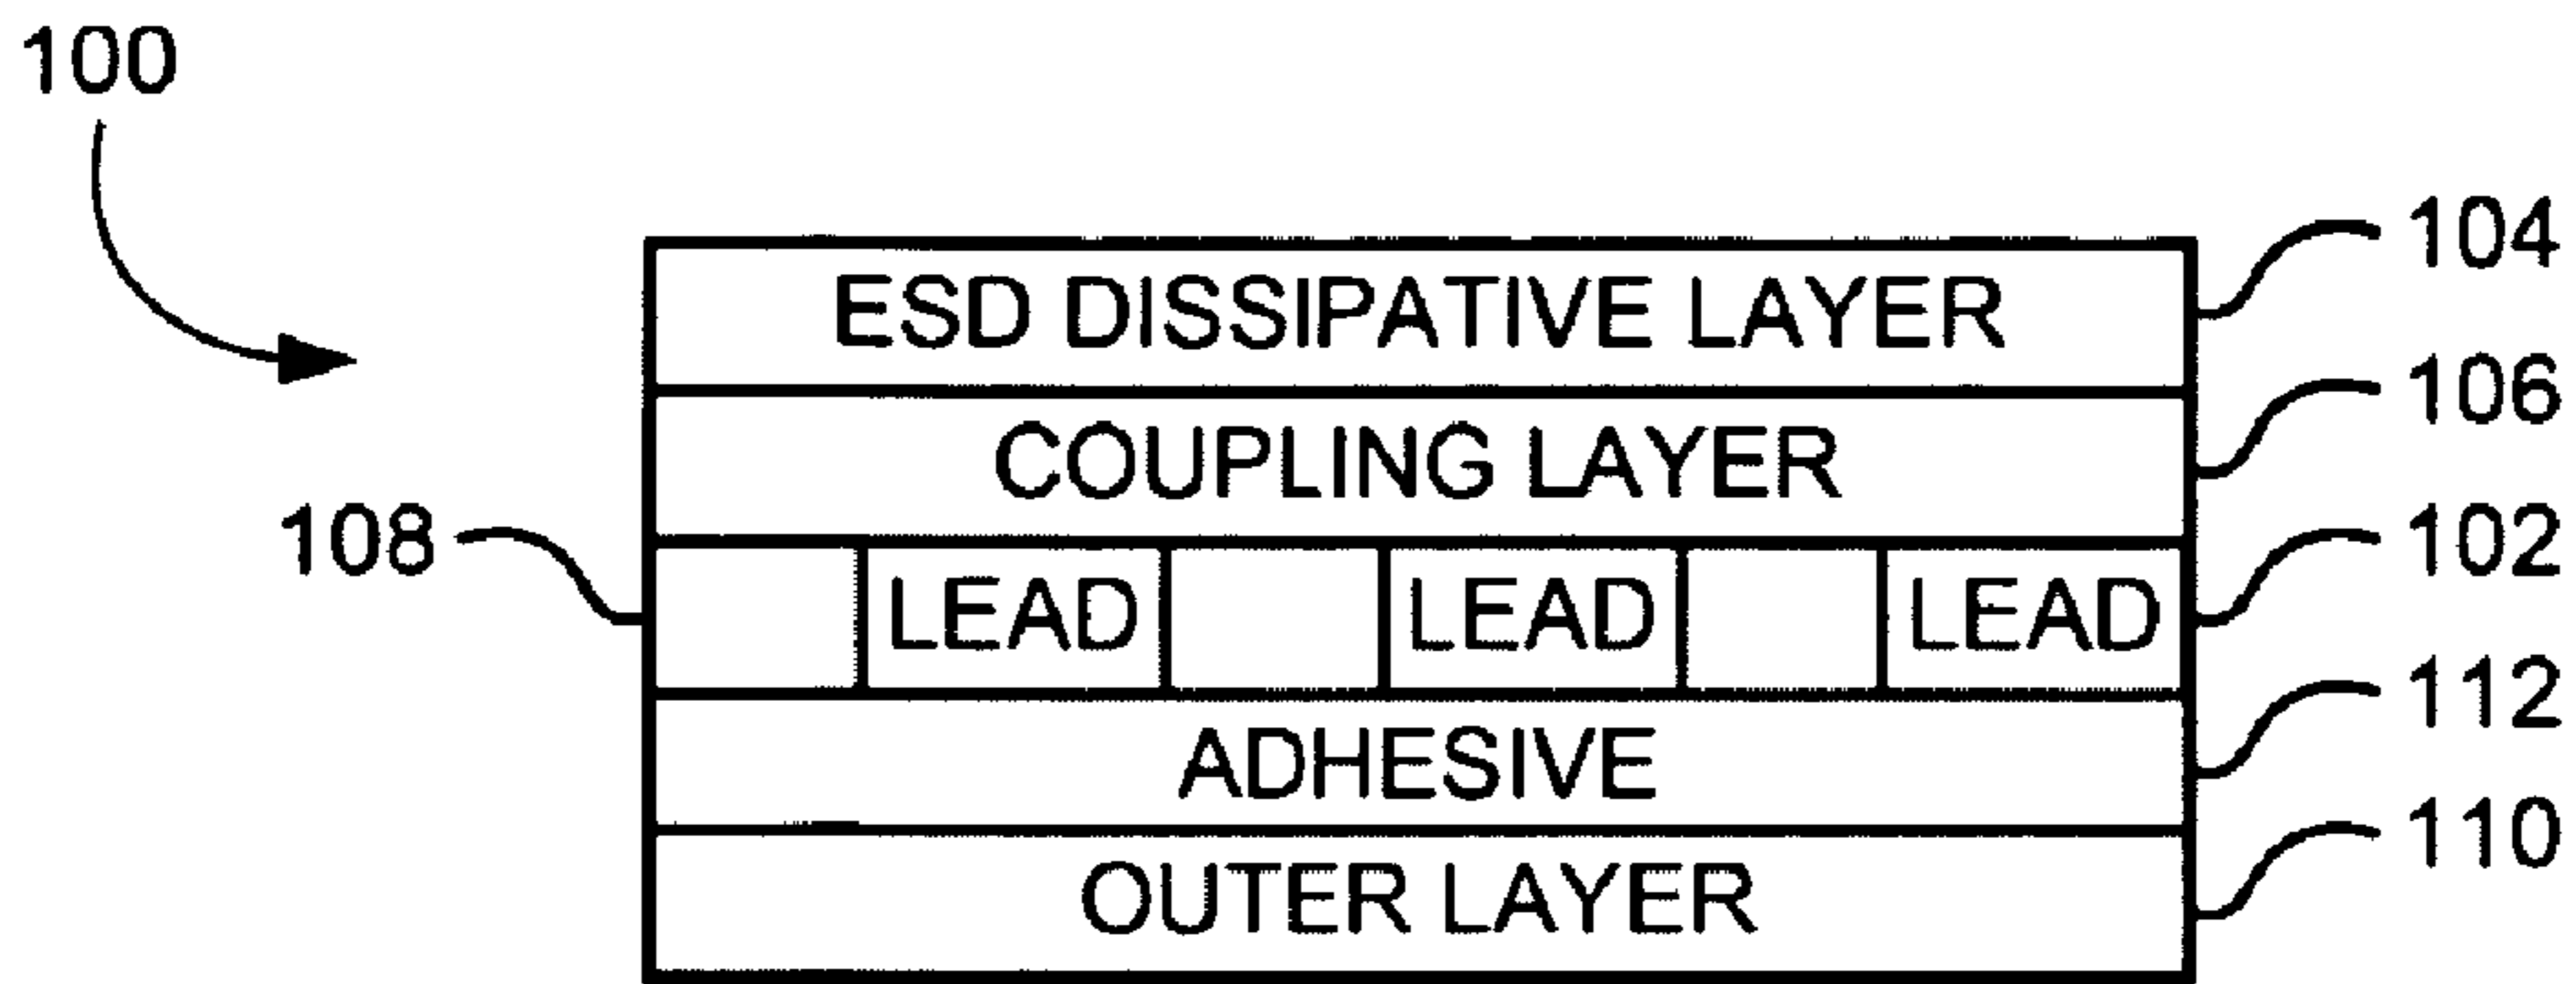 100
ESD DISSIPATIVE LAYER 104
COUPLING LAYER 106
108 LEAD LEAD LEAD 102
ADHESIVE 112
OUTER LAYER 110